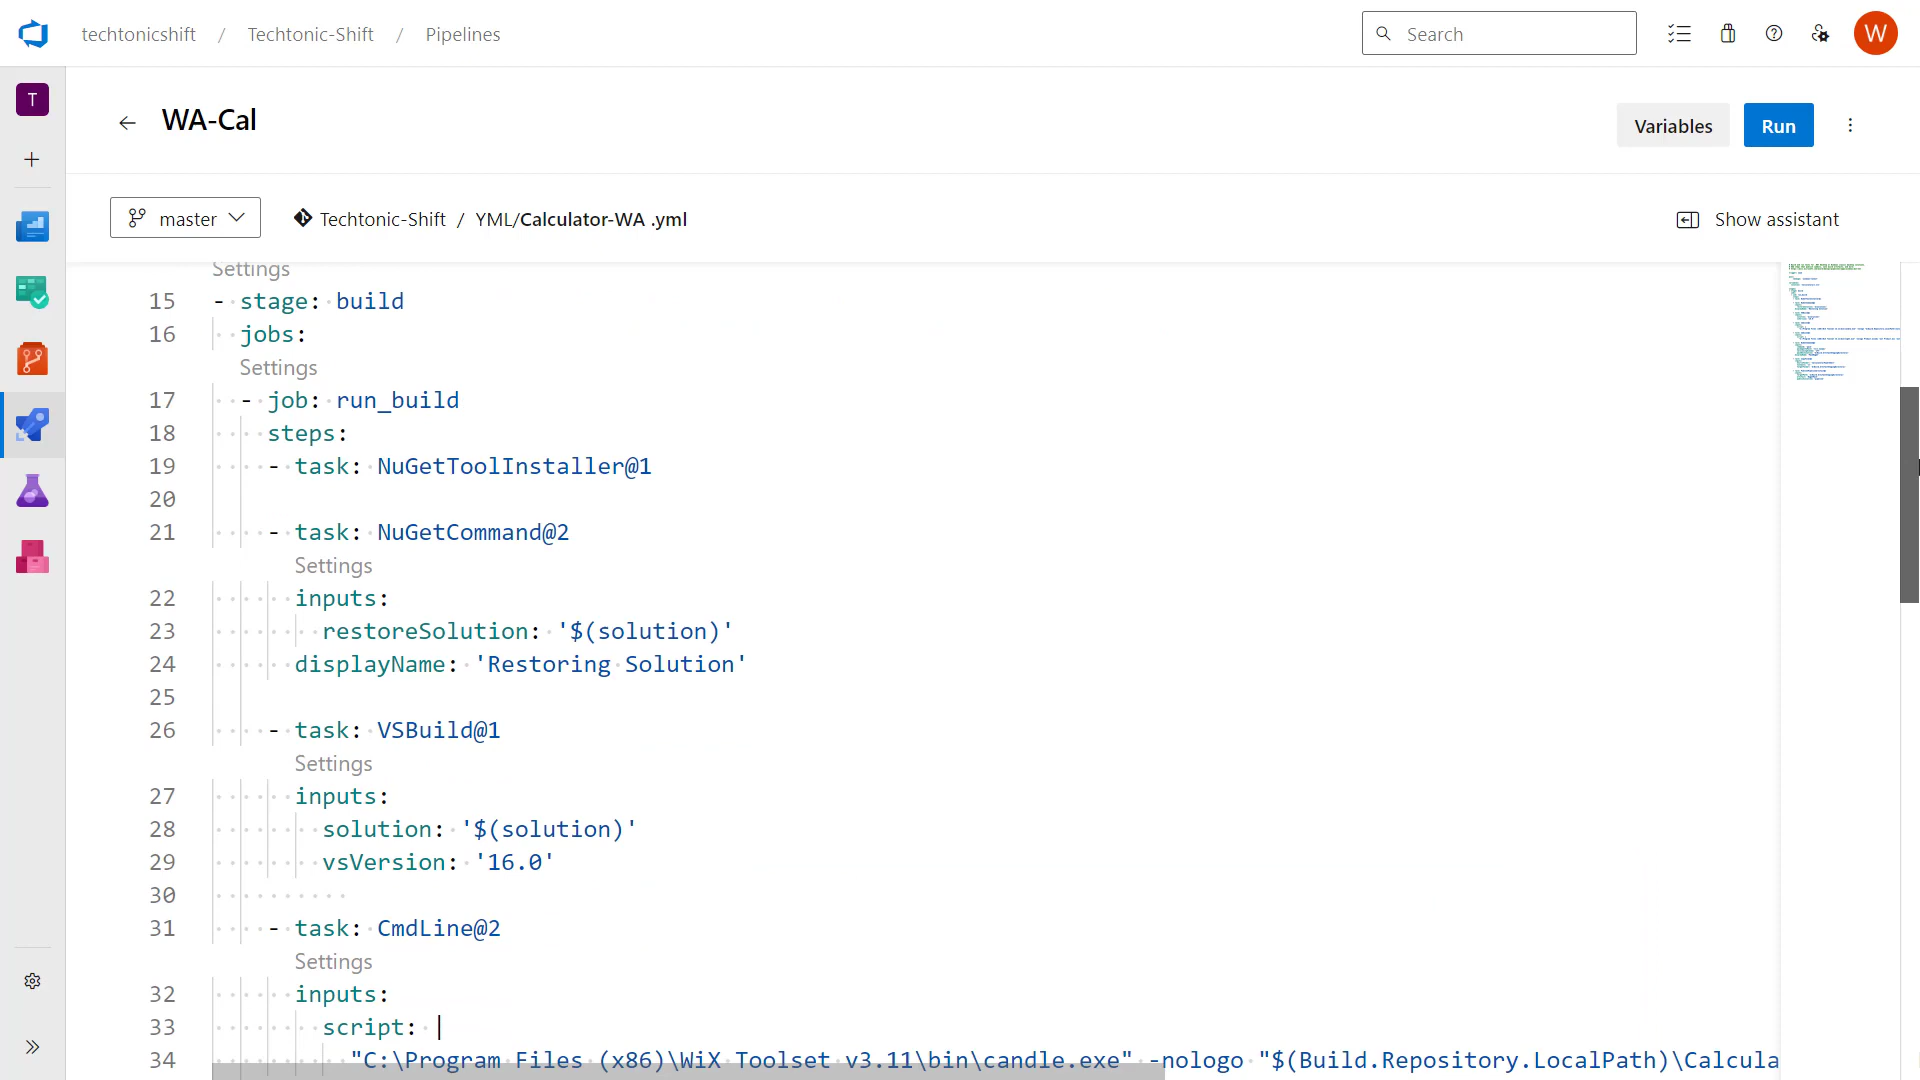 techtonicshift / Techtonic-Shift / Pipelines
Search
W
T
WA-Cal
Variables
Run
master
Techtonic-Shift / YML/Calculator-WA .yml
Show assistant
Settings
15 - stage: build
16 jobs:
Settings
17 - job: run_build
18 steps:
19 - task: NuGetToolInstaller@1
20
21 - task: NuGetCommand@2
Settings
22 inputs:
23 restoreSolution: '$(solution)'
24 displayName: 'Restoring Solution'
25
26 - task: VSBuild@1
Settings
27 inputs:
28 solution: '$(solution)'
29 vsVersion: '16.0'
30
31 - task: CmdLine@2
Settings
32 inputs:
33 script: |
34 "C:\Program Files (x86)\WiX Toolset v3.11\bin\candle.exe" -nologo "$(Build.Repository.LocalPath)\Calcula